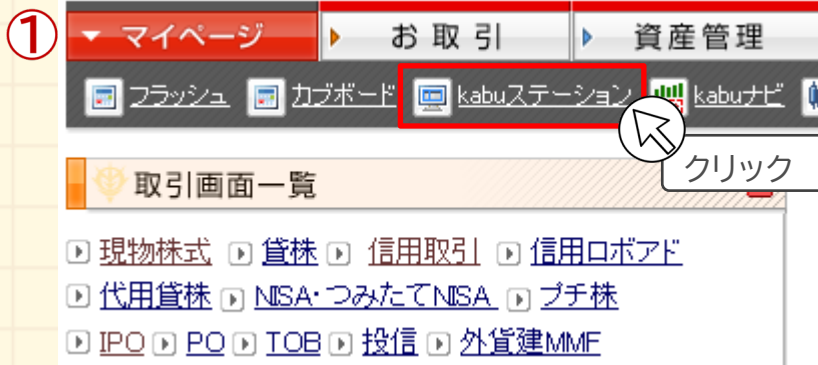 ①
マイページ お取引 資産管理
フラッシュ カブボード kabuステーション kabuナビ
クリック
取引画面一覧
現物株式 貸株 信用取引 信用ロボアド
代用貸株 NISA・つみたてNISA プチ株
IPO PO TOB 投信 外貨建MMF